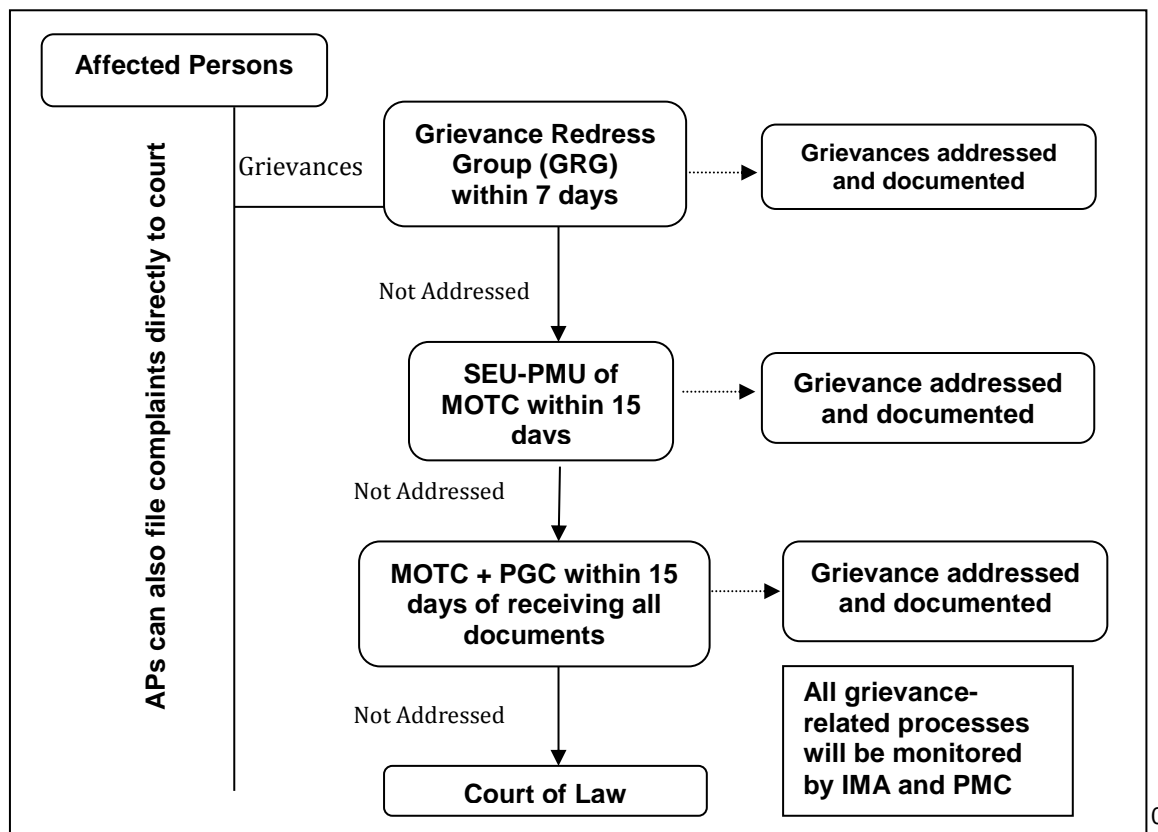 Affected Persons
Grievance Redress
Group (GRG)
within 7 days
Grievances
Grievances addressed
and documented
APs can also file complaints directly to court
Not Addressed
SEU-PMU of
MOTC within 15
days
Grievance addressed
and documented
Not Addressed
MOTC + PGC within 15
days of receiving all
documents
Grievance addressed
and documented
Not Addressed
All grievance-
related processes
will be monitored
by IMA and PMC
Court of Law